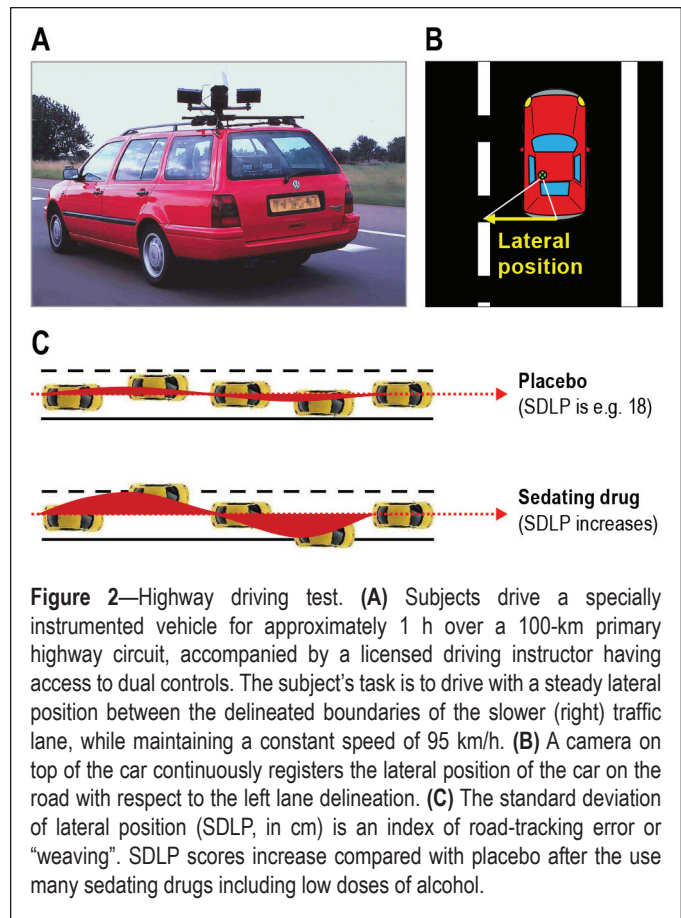 A
B
Lateral
position
C
Placebo
(SDLP is e.g. 18)
Sedating drug
(SDLP increases)
Figure 2—Highway driving test. (A) Subjects drive a specially
instrumented vehicle for approximately 1 h over a 100-km primary
highway circuit, accompanied by a licensed driving instructor having
access to dual controls. The subject's task is to drive with a steady lateral
position between the delineated boundaries of the slower (right) traffic
lane, while maintaining a constant speed of 95 km/h. (B) A camera on
top of the car continuously registers the lateral position of the car on the
road with respect to the left lane delineation. (C) The standard deviation
of lateral position (SDLP, in cm) is an index of road-tracking error or
“weaving”. SDLP scores increase compared with placebo after the use
many sedating drugs including low doses of alcohol.